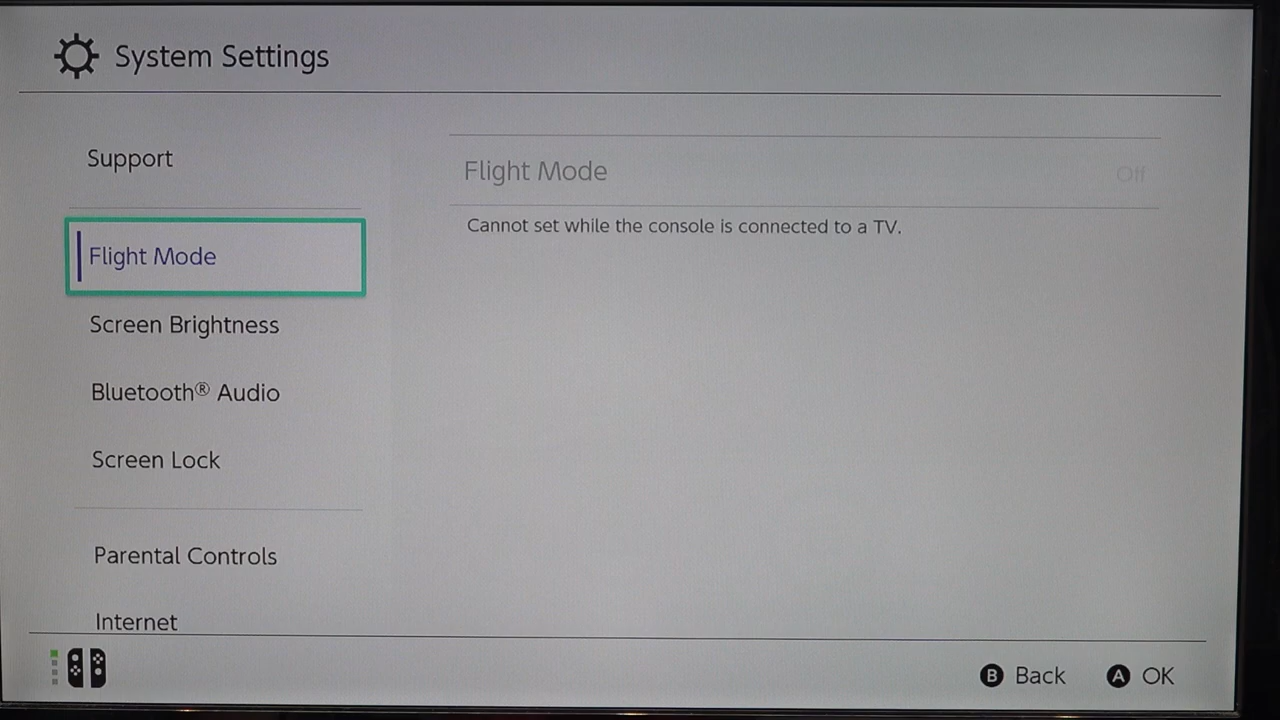 System Settings
Support
Flight Mode
Screen Brightness
Bluetooth® Audio
Screen Lock
Parental Controls
Internet
Flight Mode Off
Cannot set while the console is connected to a TV.
B Back A OK